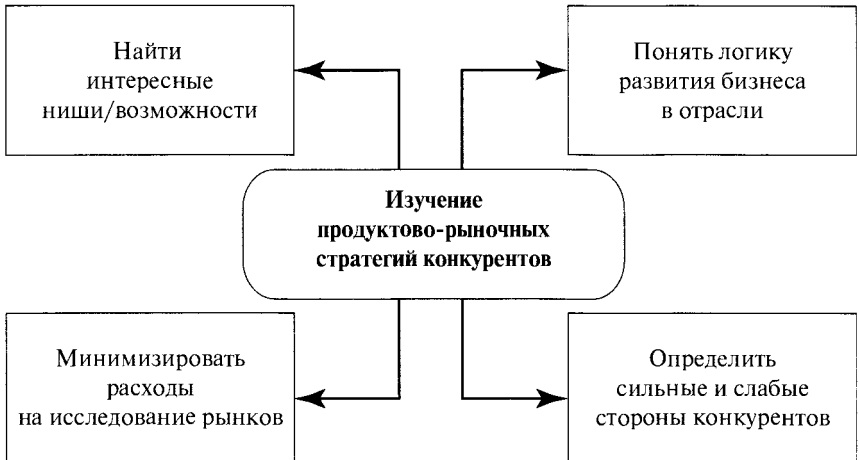 Найти
интересные
ниши/возможности
Понять логику
развития бизнеса
в отрасли
Изучение
продуктово-рыночных
стратегий конкурентов
Минимизировать
расходы
на исследование рынков
Определить
сильные и слабые
стороны конкурентов